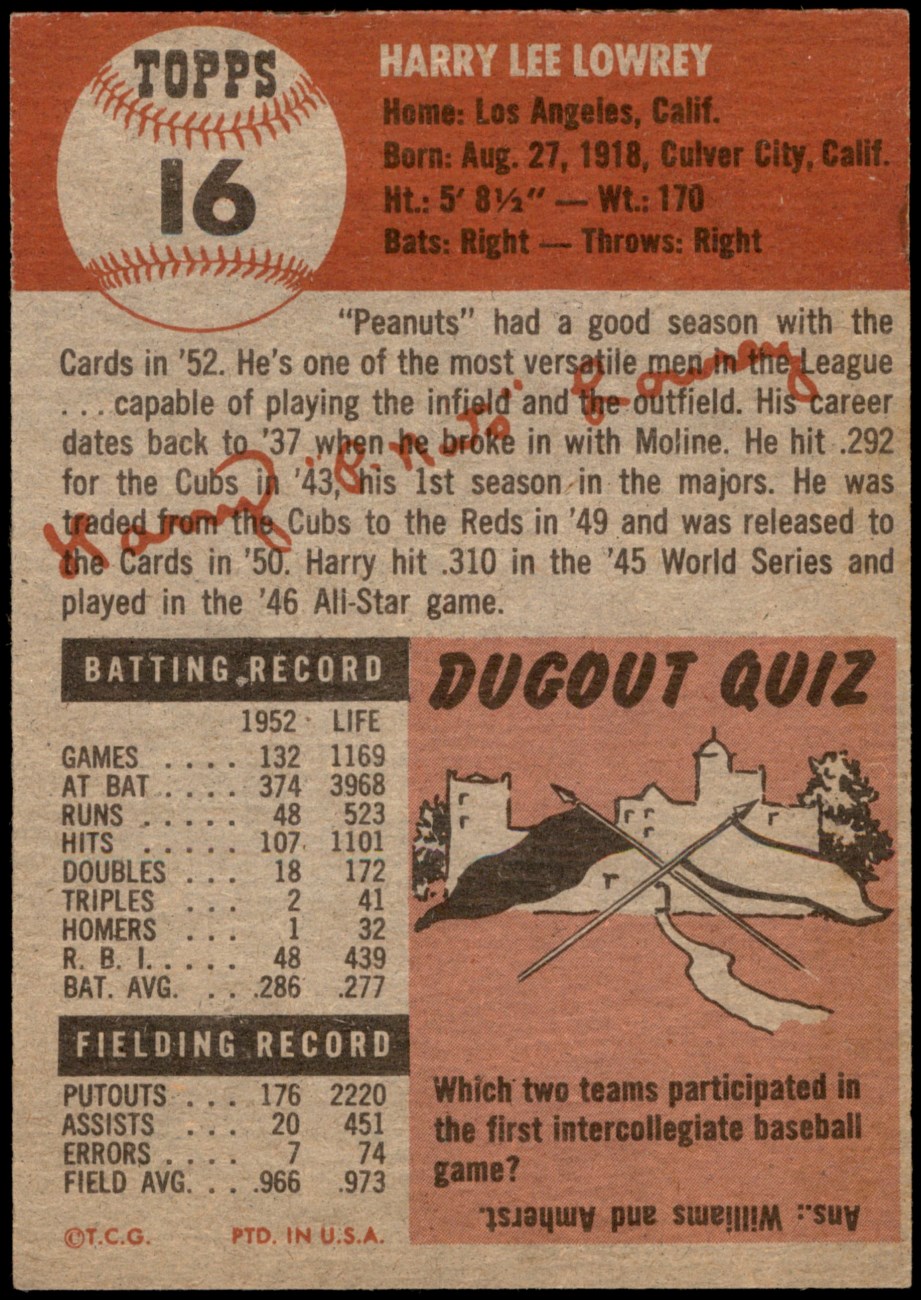 TOPPS
16
HARRY LEE LOWREY
Home: Los Angeles, Calif.
Born: Aug. 27, 1918, Culver City, Calif.
Ht.: 5' 8½" — Wt.: 170
Bats: Right — Throws: Right
"Peanuts" had a good season with the
Cards in '52. He's one of the most versatile men in the League
...capable of playing the infield and the outfield. His career
dates back to '37 when he broke in with Moline. He hit .292
for the Cubs in '43, his 1st season in the majors. He was
traded from the Cubs to the Reds in '49 and was released to
the Cards in '50. Harry hit .310 in the '45 World Series and
played in the '46 All-Star game.
Harry "P-Nuts" Lowrey
BATTING RECORD
1952 LIFE
GAMES .... 132 1169
AT BAT .... 374 3968
RUNS ..... 48 523
HITS ..... 107 1101
DOUBLES ... 18 172
TRIPLES ... 2 41
HOMERS ... 1 32
R. B. I..... 48 439
BAT. AVG. ... .286 .277
FIELDING RECORD
PUTOUTS ... 176 2220
ASSISTS ... 20 451
ERRORS .... 7 74
FIELD AVG. .. .966 .973
©T.C.G. PTD. IN U.S.A.
DUGOUT QUIZ
Which two teams participated in
the first intercollegiate baseball
game?
Ans.: Williams and Amherst.